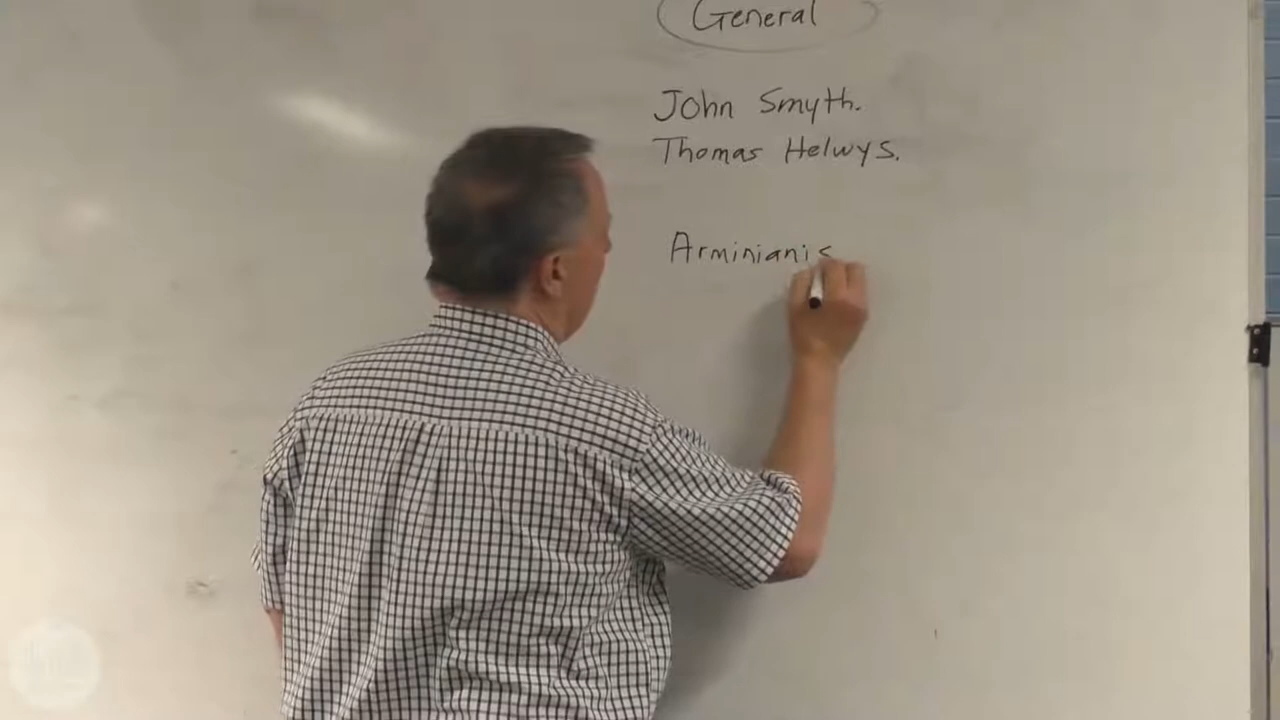 General
John Smyth.
Thomas Helwys.
Arminianis